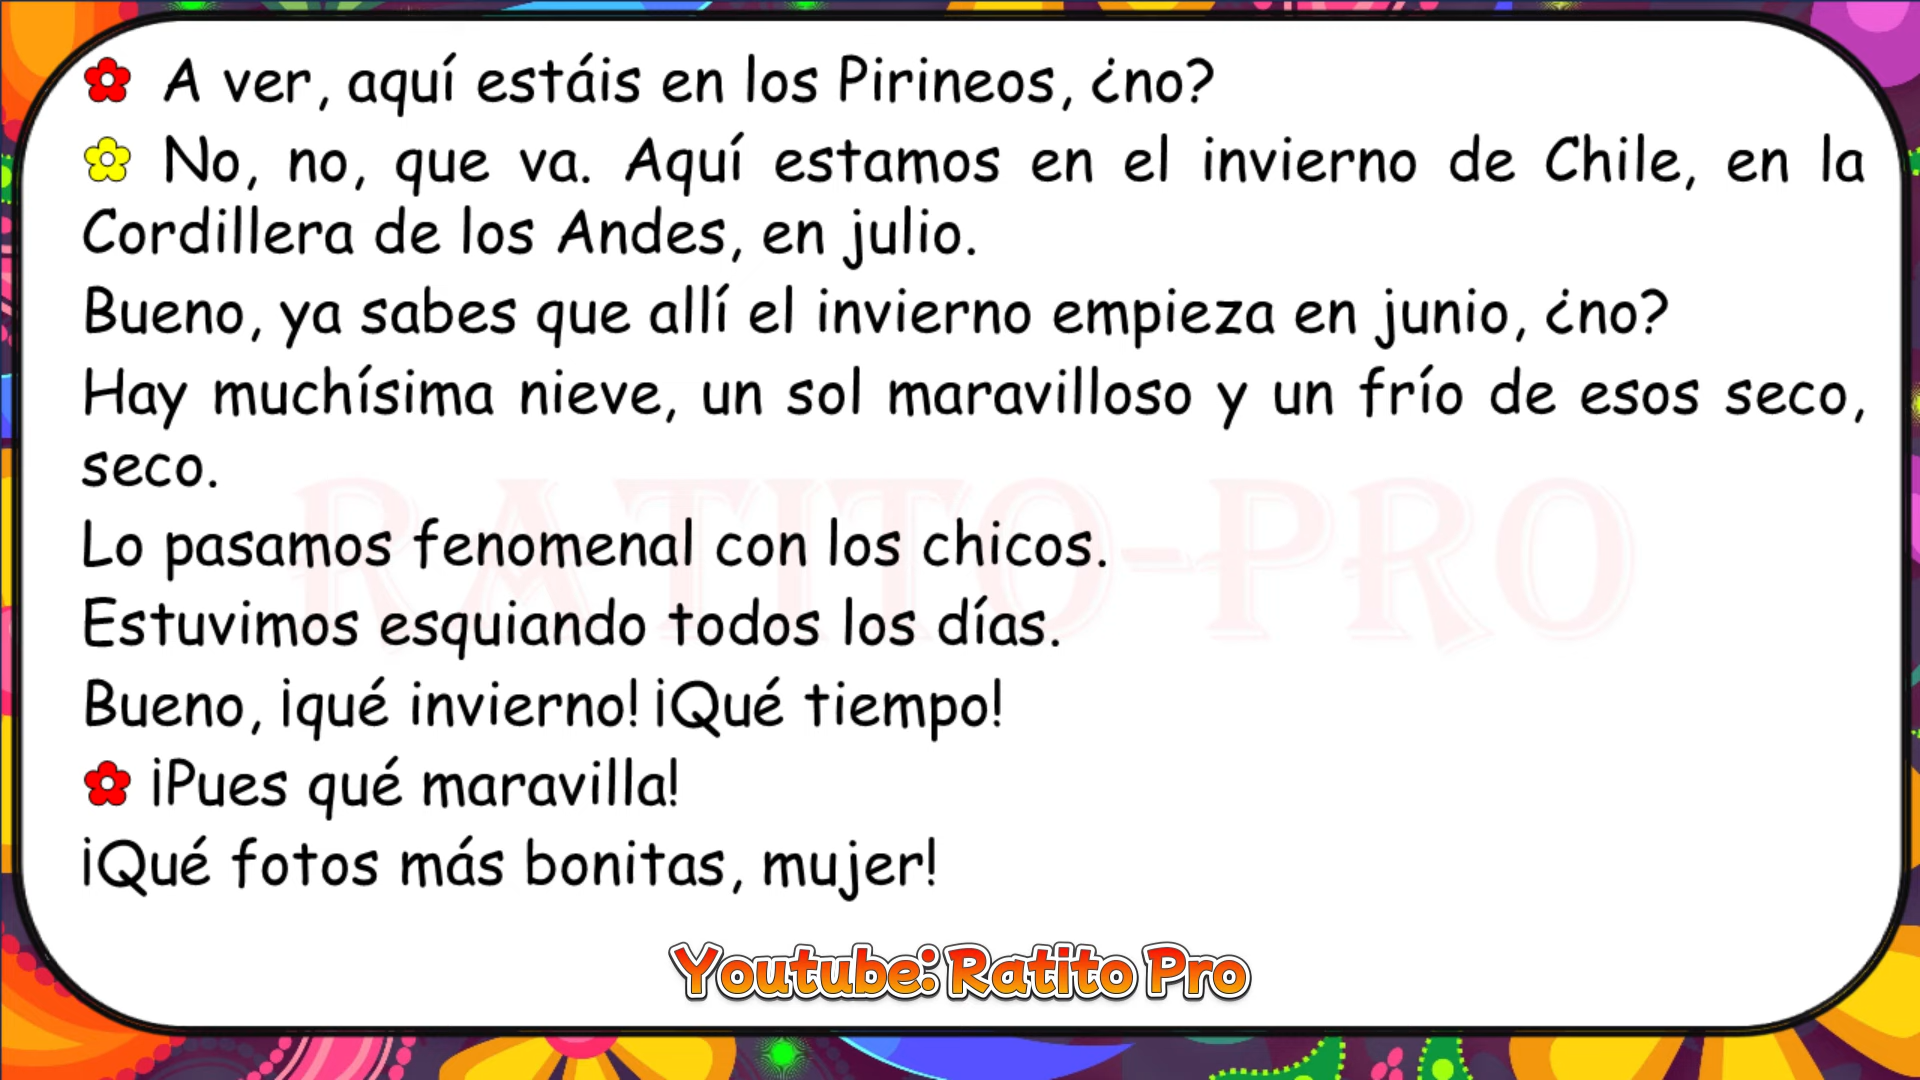 A ver, aquí estáis en los Pirineos, ¿no?
No, no, que va. Aquí estamos en el invierno de Chile, en la
Cordillera de los Andes, en julio.
Bueno, ya sabes que allí el invierno empieza en junio, ¿no?
Hay muchísima nieve, un sol maravilloso y un frío de esos seco,
seco.
RATITO-PRO
Lo pasamos fenomenal con los chicos.
Estuvimos esquiando todos los días.
Bueno, ¡qué invierno! ¡Qué tiempo!
¡Pues qué maravilla!
¡Qué fotos más bonitas, mujer!
Youtube: Ratito Pro